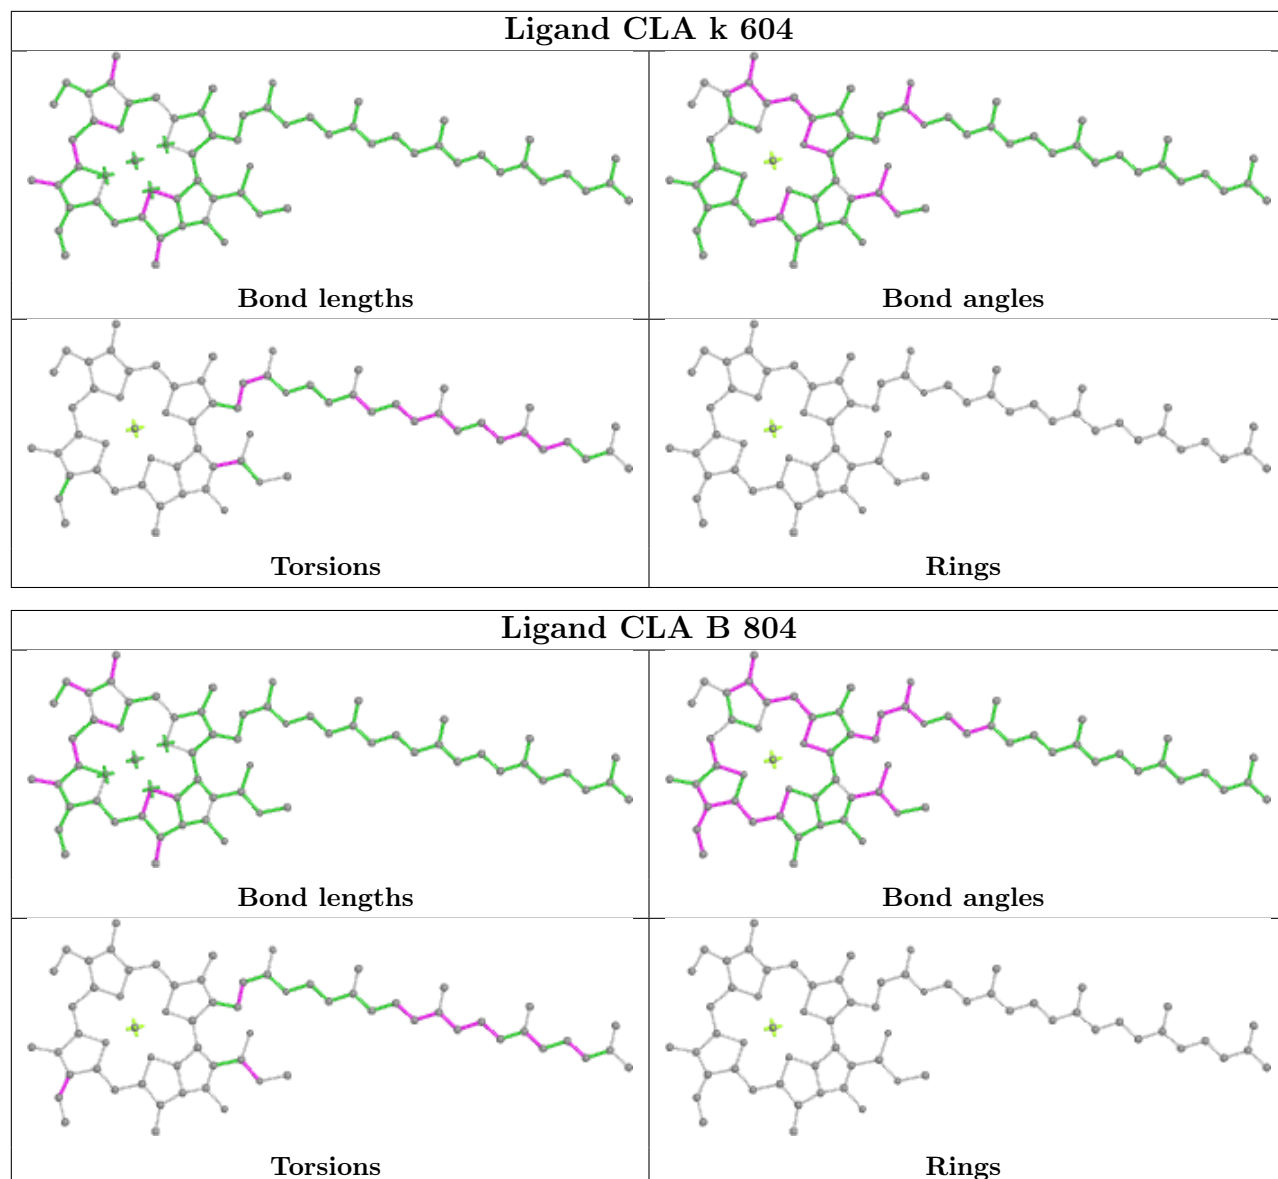 Ligand CLA k 604
Bond lengths
Bond angles
Torsions
Rings
Ligand CLA B 804
Bond lengths
Bond angles
Torsions
Rings